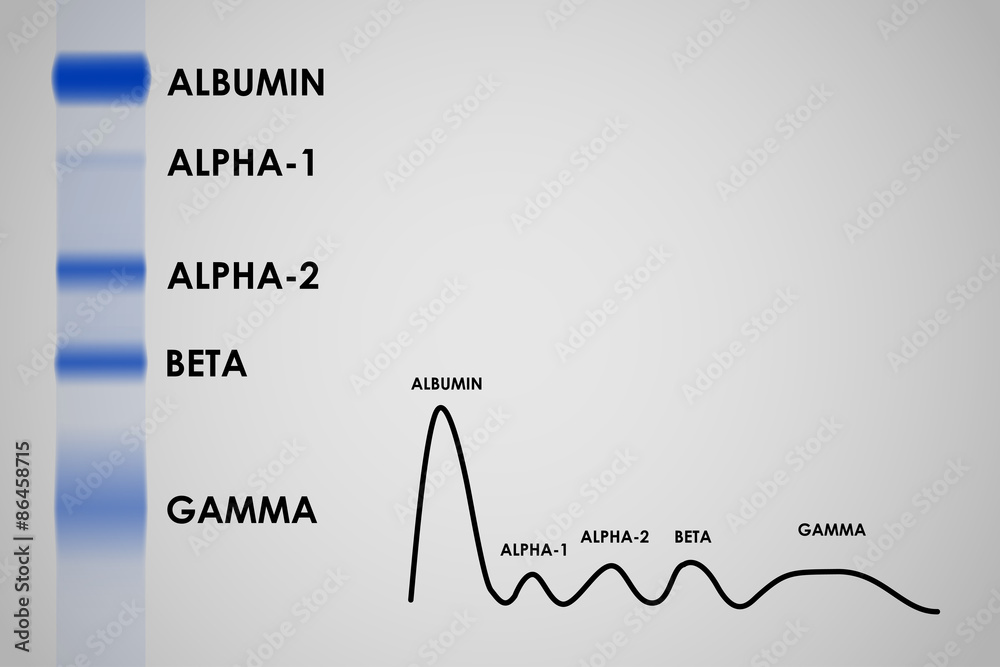 ALBUMIN
ALPHA-1
ALPHA-2
BETA
GAMMA
ALBUMIN
ALPHA-1
ALPHA-2
BETA
GAMMA
Adobe Stock | #86458715